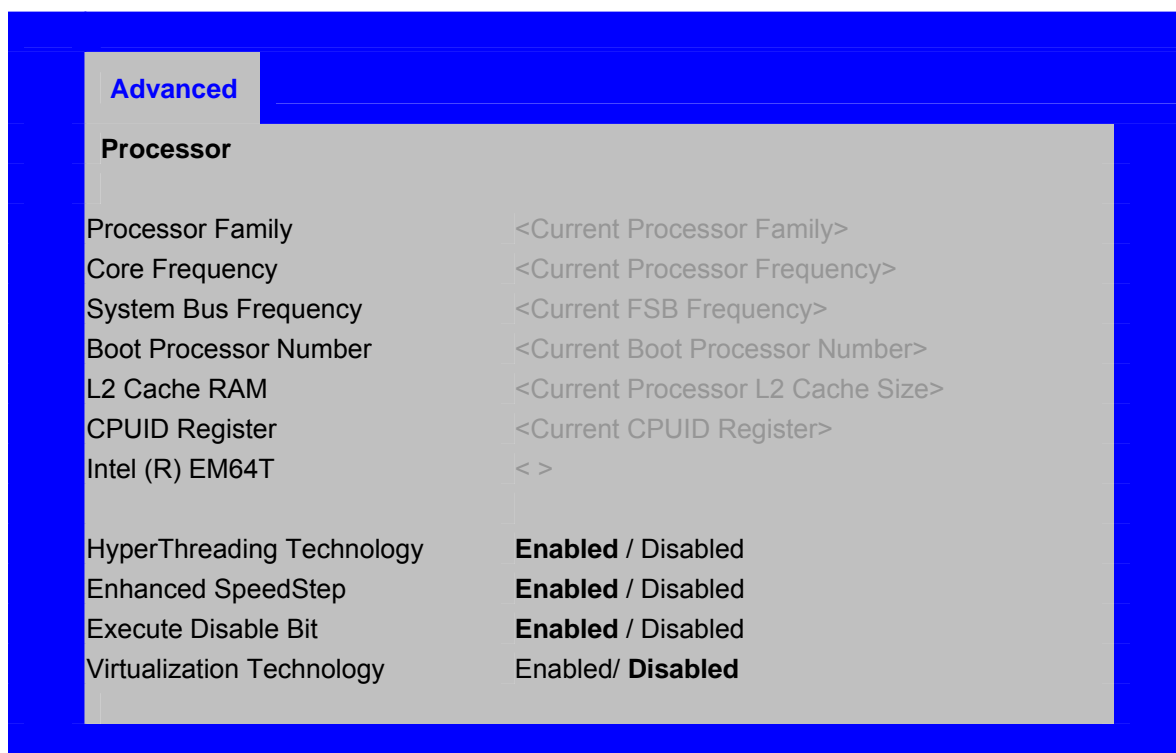 Advanced
Processor
Processor Family <Current Processor Family>
Core Frequency <Current Processor Frequency>
System Bus Frequency <Current FSB Frequency>
Boot Processor Number <Current Boot Processor Number>
L2 Cache RAM <Current Processor L2 Cache Size>
CPUID Register <Current CPUID Register>
Intel (R) EM64T < >
HyperThreading Technology Enabled / Disabled
Enhanced SpeedStep Enabled / Disabled
Execute Disable Bit Enabled / Disabled
Virtualization Technology Enabled/ Disabled